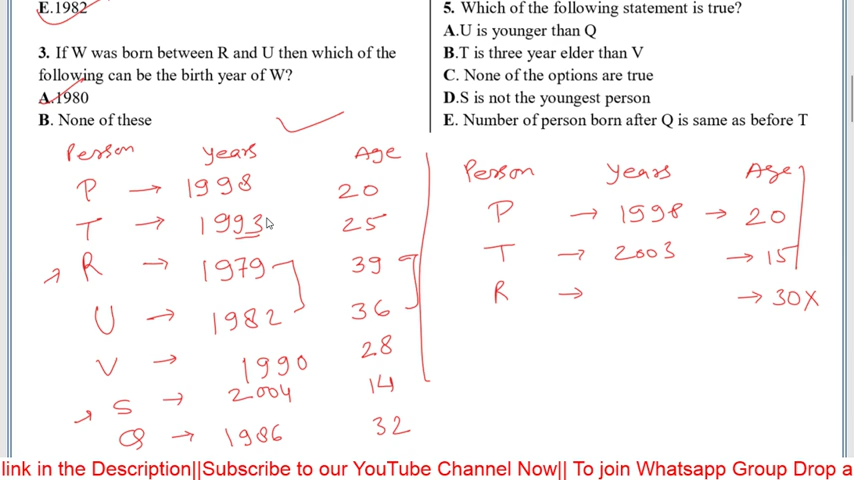 E.1982
3. If W was born between R and U then which of the
following can be the birth year of W?
A.1980
B. None of these
Person years Age
P → 1998 20
T → 1993 25
→ R → 1979 39
U → 1982 36
V → 1990 28
→ S → 2004 14
Q → 1986 32
5. Which of the following statement is true?
A.U is younger than Q
B.T is three year elder than V
C. None of the options are true
D.S is not the youngest person
E. Number of person born after Q is same as before T
Person years Age
P → 1998 → 20
T → 2003 → 15
R → → 30X
link in the Description||Subscribe to our YouTube Channel Now|| To join Whatsapp Group Drop a